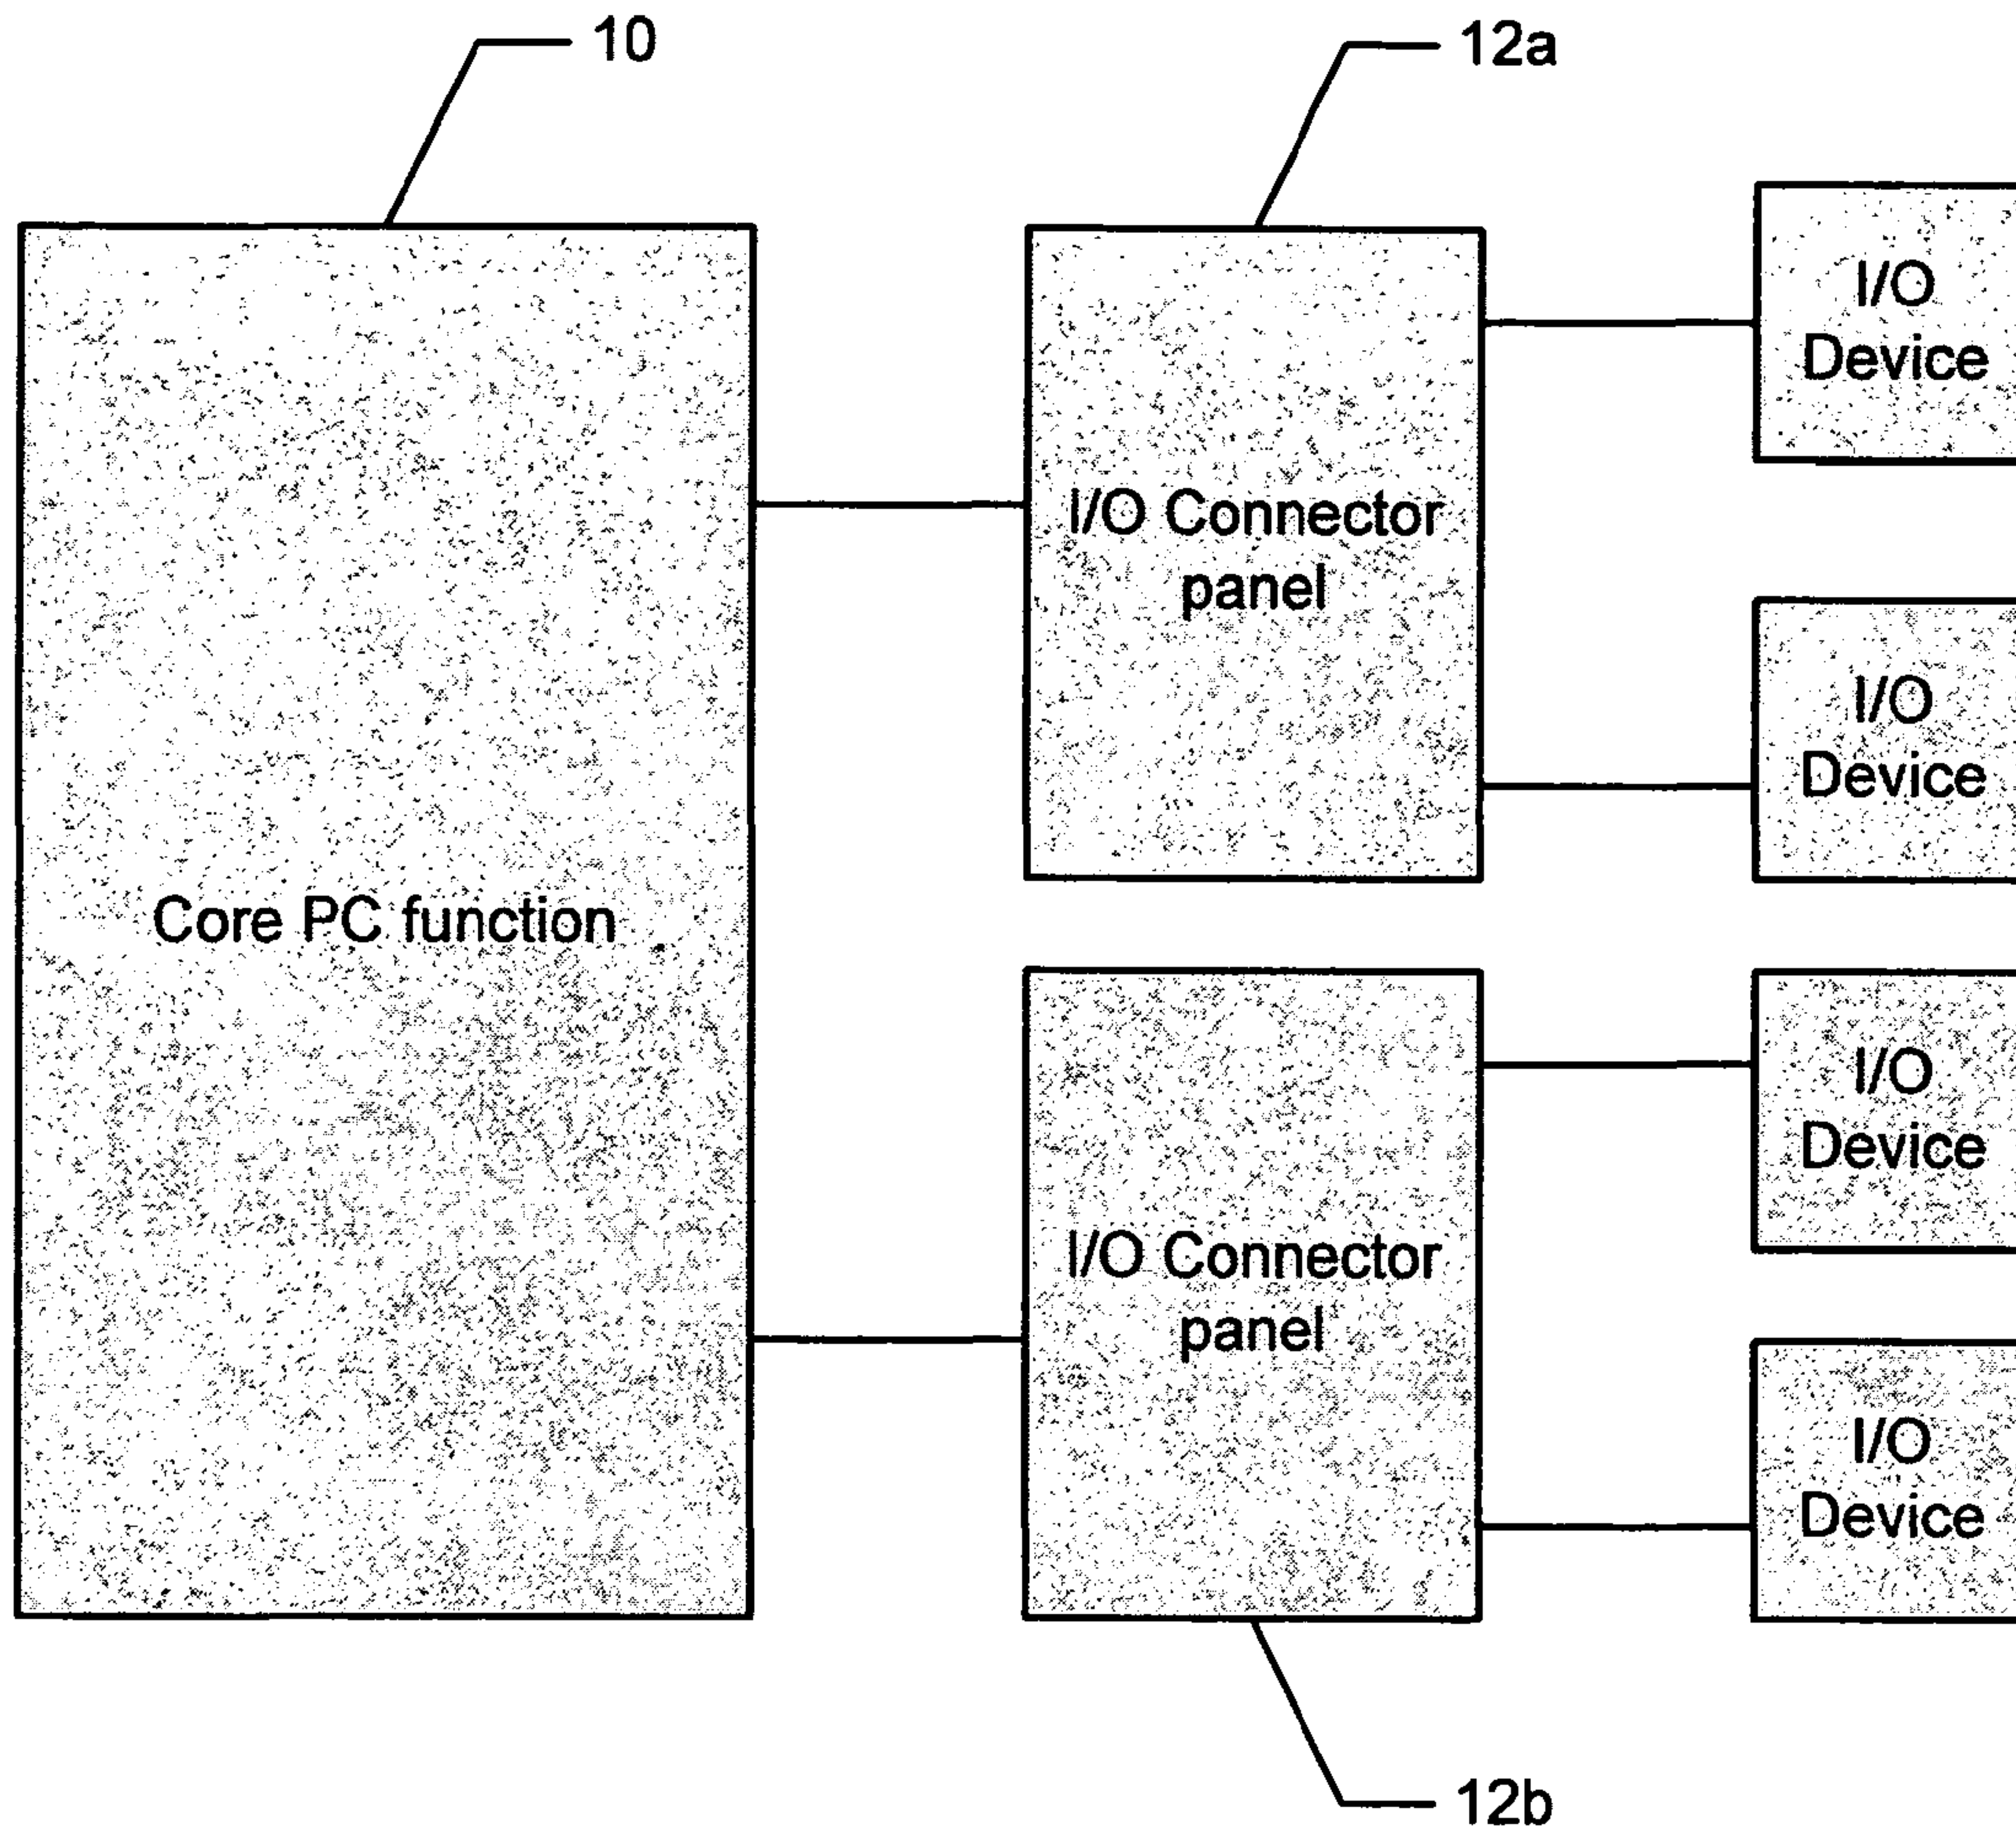 10
12a
Core PC function
I/O Connector
panel
I/O
Device
I/O
Device
I/O Connector
panel
I/O
Device
I/O
Device
12b